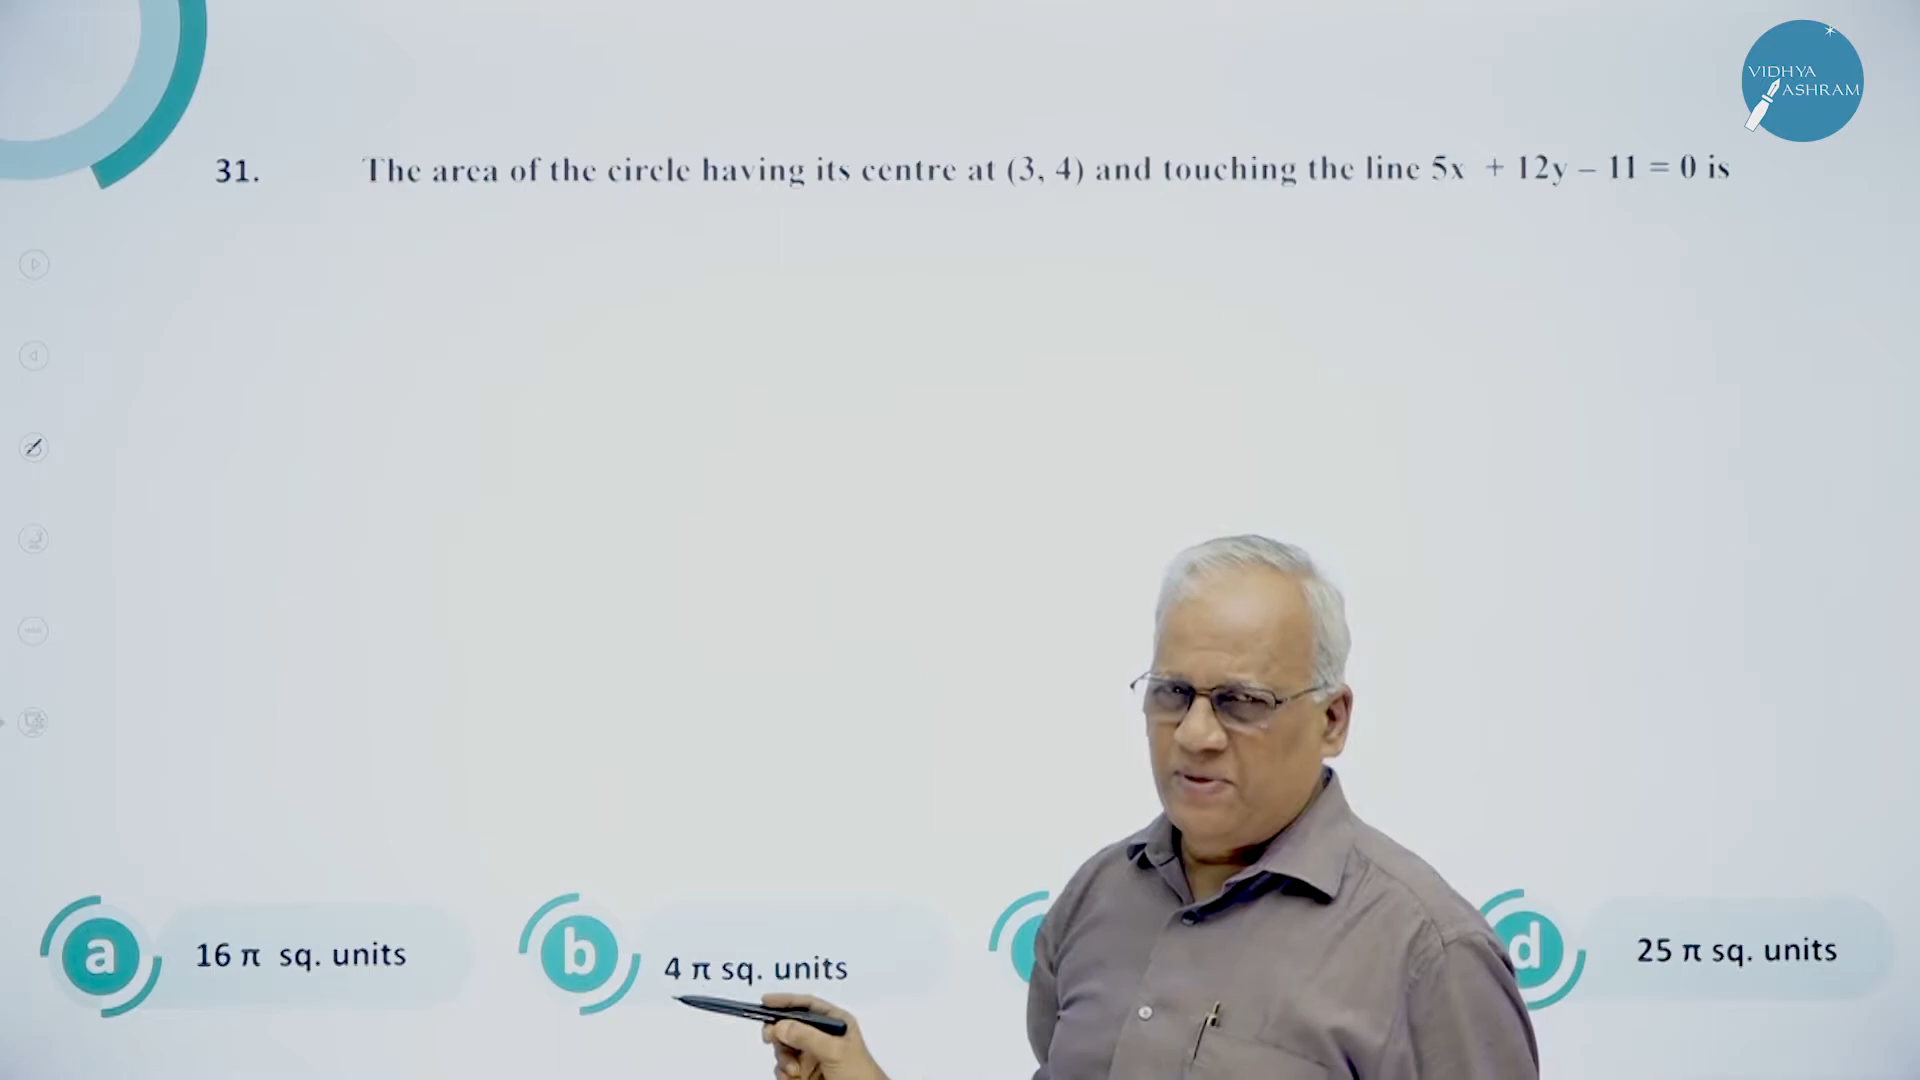 VIDHYA
ASHRAM
31. The area of the circle having its centre at (3, 4) and touching the line 5x + 12y – 11 = 0 is
a 16 π sq. units
b 4 π sq. units
d 25 π sq. units